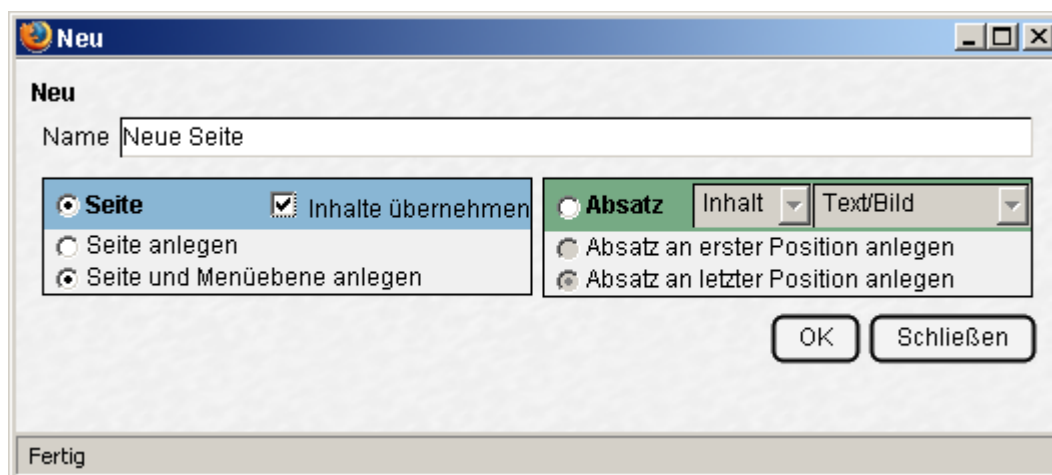 Neu
Neu
Name Neue Seite
Seite Inhalte übernehmen
Seite anlegen
Seite und Menüebene anlegen
Absatz Inhalt Text/Bild
Absatz an erster Position anlegen
Absatz an letzter Position anlegen
OK Schließen
Fertig